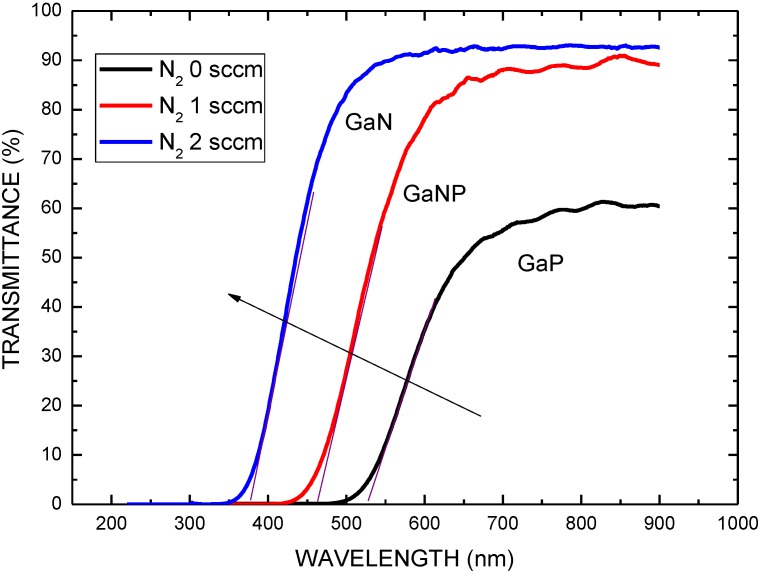 100
90
80
70
60
50
40
30
20
10
0
TRANSMITTANCE (%)
N₂ 0 sccm
N₂ 1 sccm
N₂ 2 sccm
GaN
GaNP
GaP
200 300 400 500 600 700 800 900 1000
WAVELENGTH (nm)